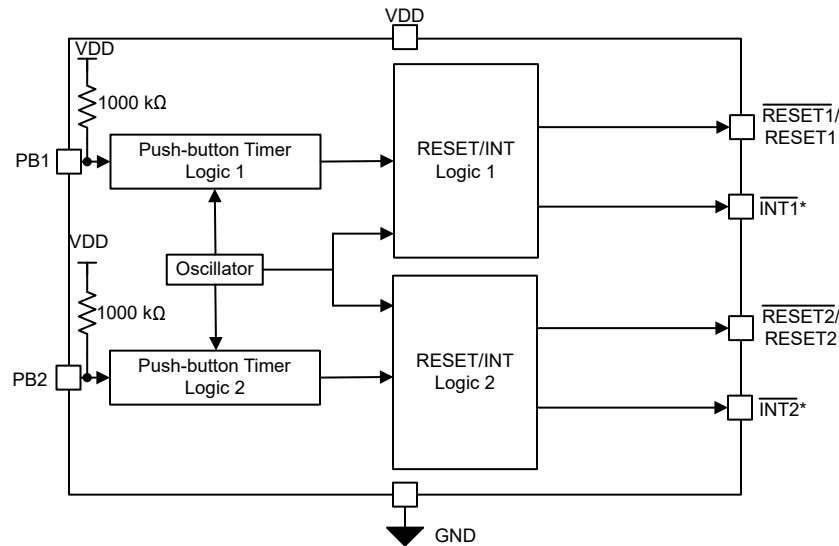 VDD
VDD
1000 kΩ
PB1
Push-button Timer
Logic 1
RESET/INT
Logic 1
RESET1/
RESET1
INT1*
VDD
Oscillator
1000 kΩ
PB2
Push-button Timer
Logic 2
RESET/INT
Logic 2
RESET2/
RESET2
INT2*
GND